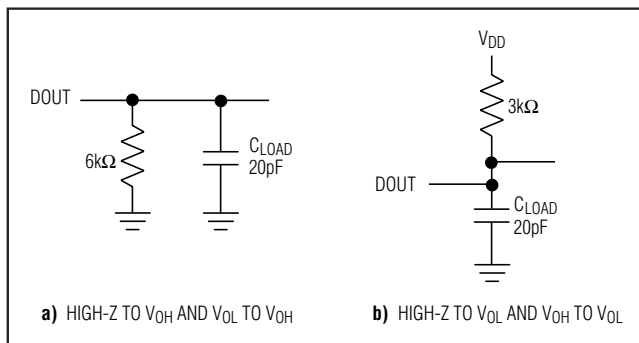 DOUT
6kΩ
CLOAD
20pF
a) HIGH-Z TO VOH AND VOL TO VOH
VDD
3kΩ
DOUT
CLOAD
20pF
b) HIGH-Z TO VOL AND VOH TO VOL